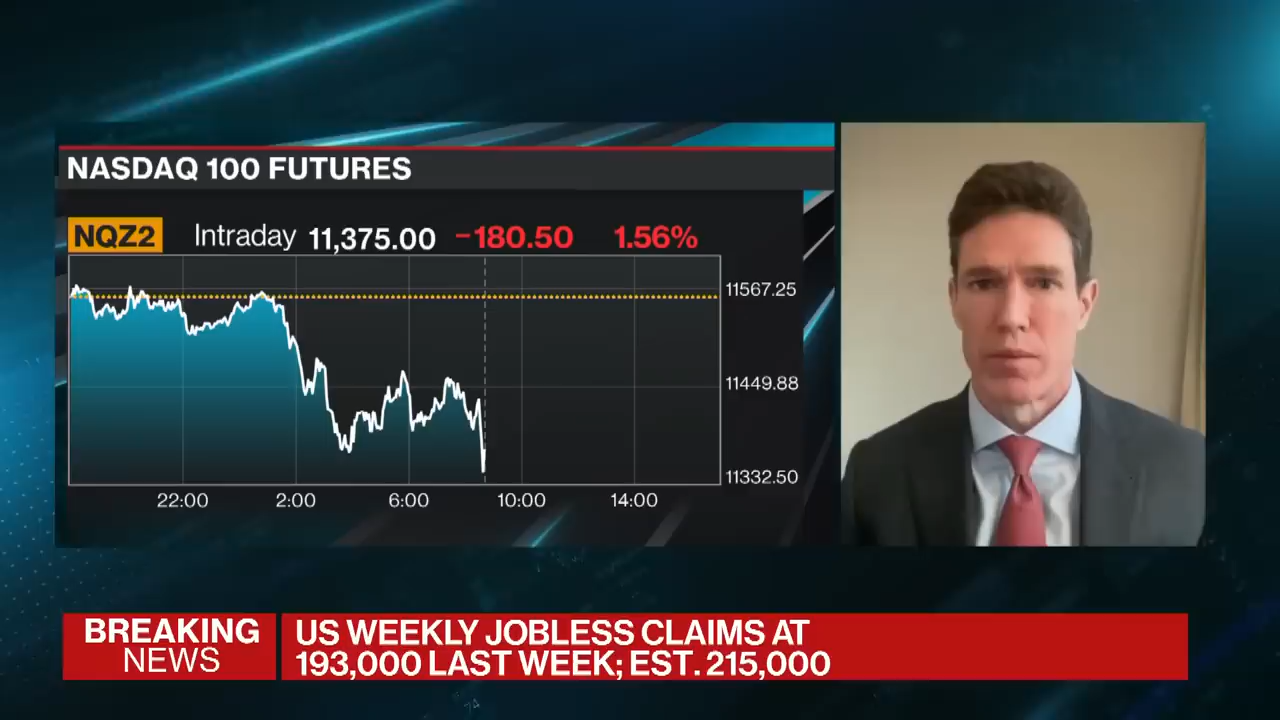 NASDAQ 100 FUTURES
NQZ2 Intraday 11,375.00 −180.50 1.56%
11567.25
11449.88
11332.50
22:00 2:00 6:00 10:00 14:00
BREAKING NEWS
US WEEKLY JOBLESS CLAIMS AT
193,000 LAST WEEK; EST. 215,000